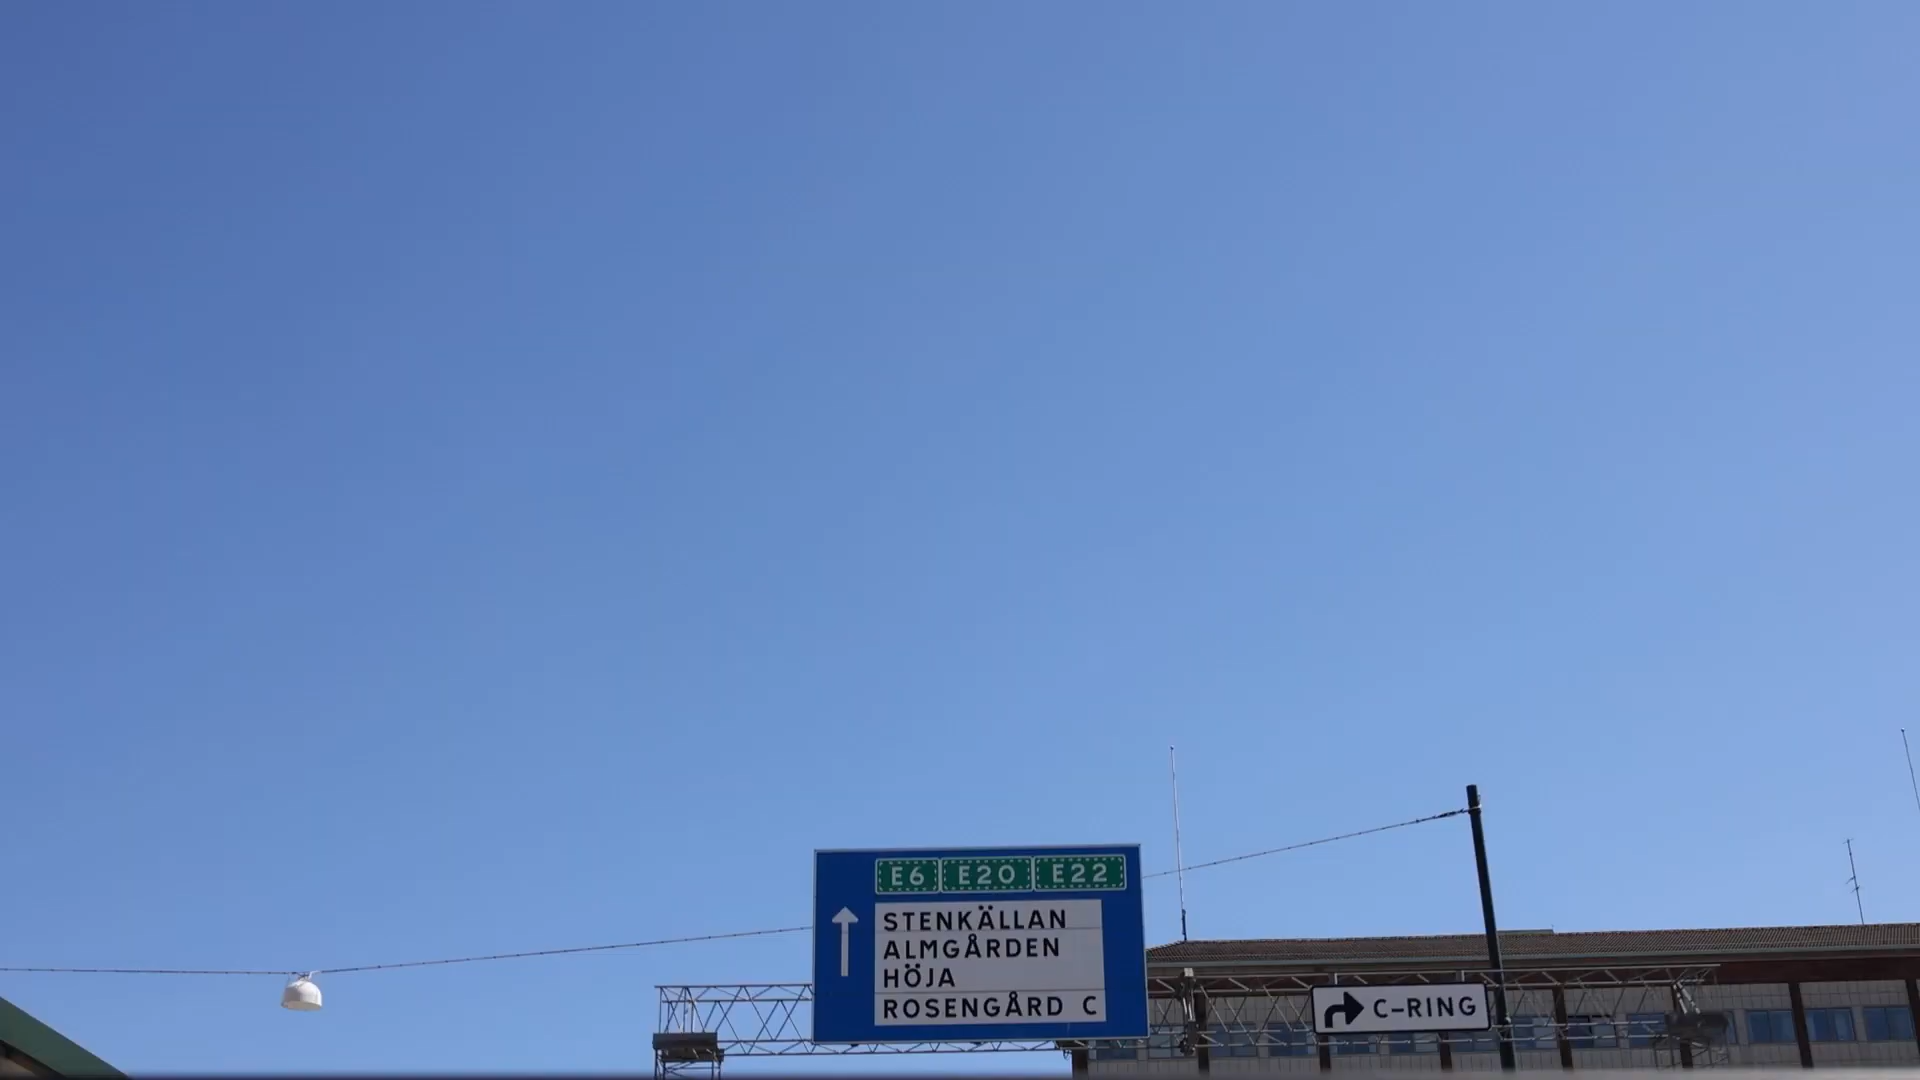 E6 E20 E22
STENKÄLLAN
ALMGÅRDEN
HÖJA
ROSENGÅRD C
C-RING